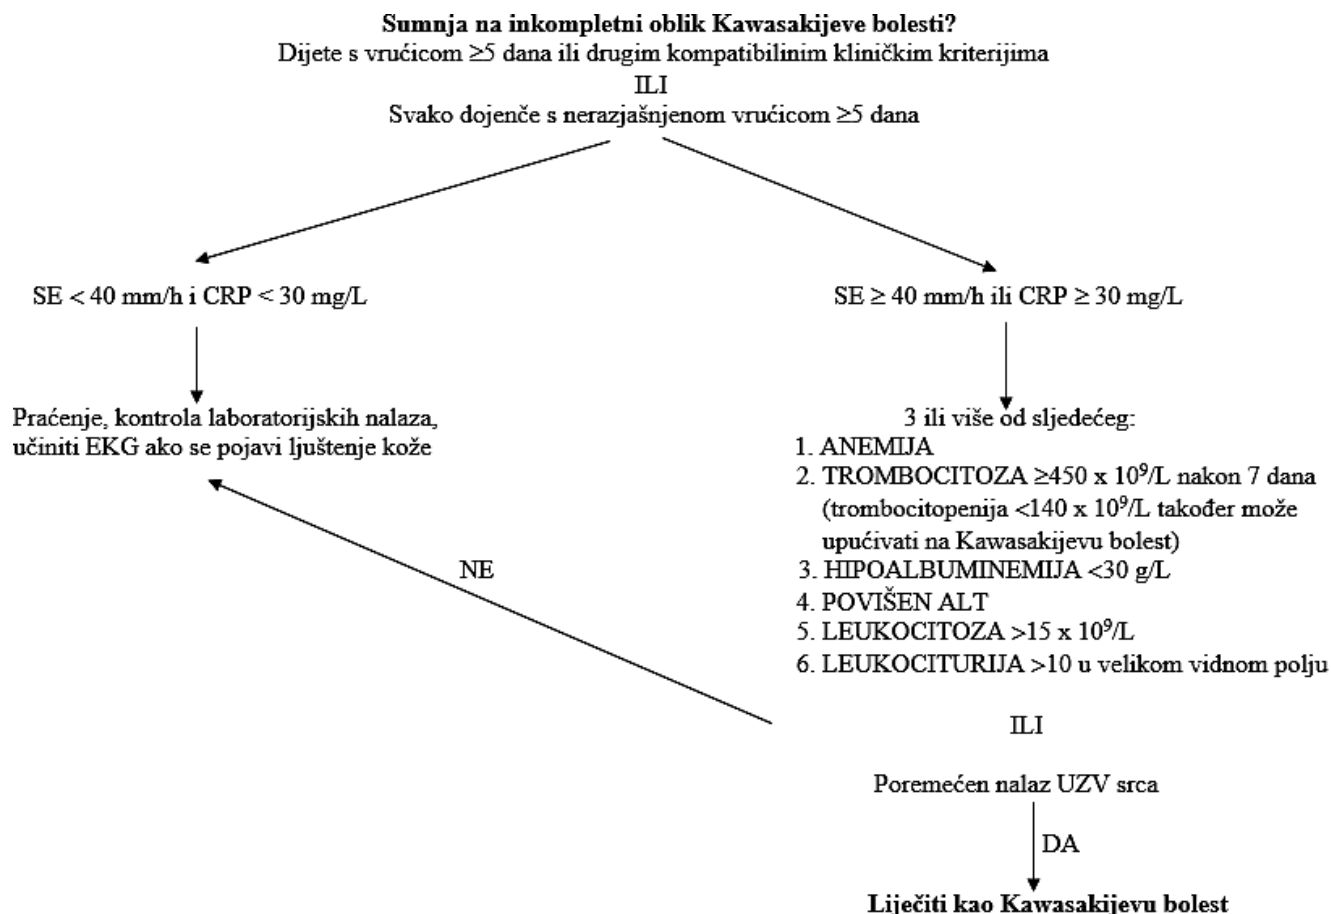 Sumnja na inkompletni oblik Kawasakijeve bolesti?
Dijete s vrućicom ≥5 dana ili drugim kompatibilinim kliničkim kriterijima
ILI
Svako dojenče s nerazjašnjenom vrućicom ≥5 dana
SE < 40 mm/h i CRP < 30 mg/L
Praćenje, kontrola laboratorijskih nalaza,
učiniti EKG ako se pojavi ljuštenje kože
SE ≥ 40 mm/h ili CRP ≥ 30 mg/L
3 ili više od sljedećeg:
1. ANEMIJA
2. TROMBOCITOZA ≥450 x 10⁹/L nakon 7 dana
(trombocitopenija <140 x 10⁹/L također može
upućivati na Kawasakijevu bolest)
3. HIPOALBUMINEMIJA <30 g/L
4. POVIŠEN ALT
5. LEUKOCITOZA >15 x 10⁹/L
6. LEUKOCITURIJA >10 u velikom vidnom polju
NE
ILI
Poremećen nalaz UZV srca
DA
Liječiti kao Kawasakijevu bolest